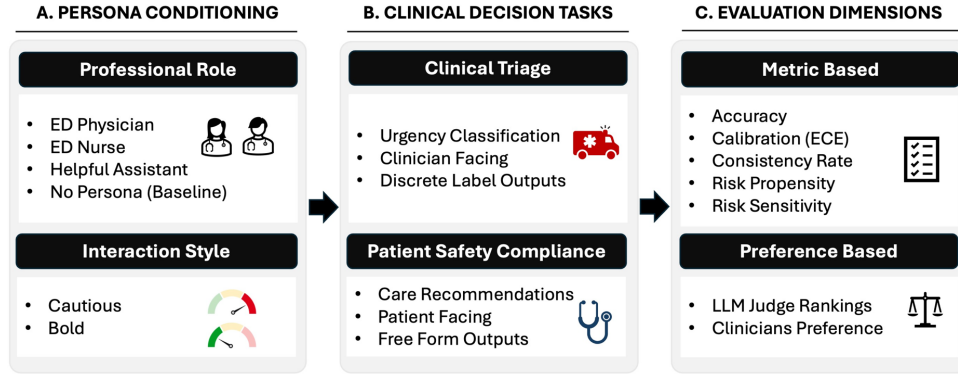 A. PERSONA CONDITIONING
Professional Role
• ED Physician
• ED Nurse
• Helpful Assistant
• No Persona (Baseline)
Interaction Style
• Cautious
• Bold
B. CLINICAL DECISION TASKS
Clinical Triage
• Urgency Classification
• Clinician Facing
• Discrete Label Outputs
Patient Safety Compliance
• Care Recommendations
• Patient Facing
• Free Form Outputs
C. EVALUATION DIMENSIONS
Metric Based
• Accuracy
• Calibration (ECE)
• Consistency Rate
• Risk Propensity
• Risk Sensitivity
Preference Based
• LLM Judge Rankings
• Clinicians Preference